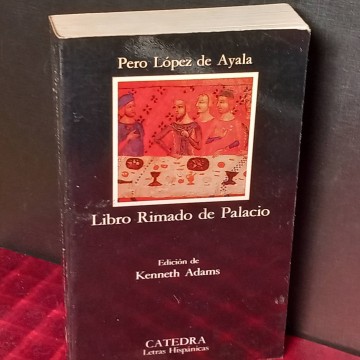 Pero López de Ayala
Libro Rimado de Palacio
Edición de
Kenneth Adams
CATEDRA
Letras Hispánicas